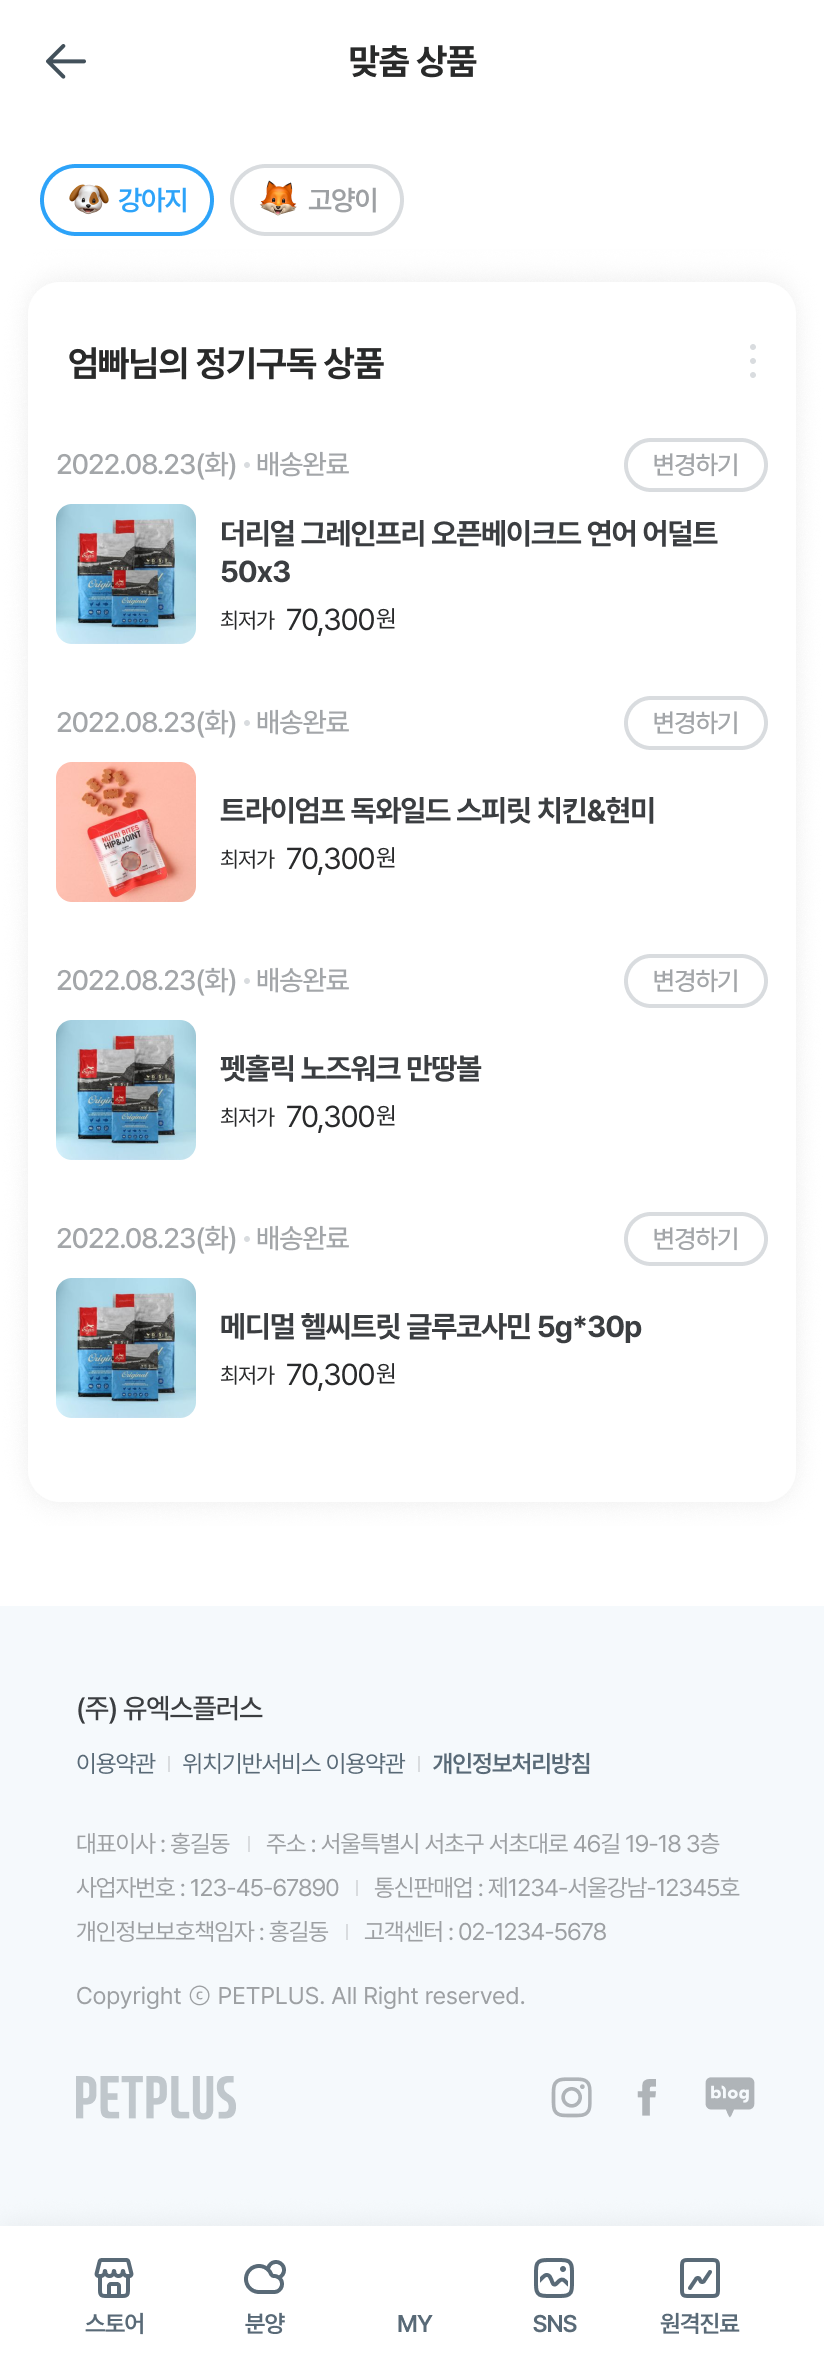 맞춤 상품
강아지 고양이
엄빠님의 정기구독 상품
2022.08.23(화) • 배송완료 변경하기
더리얼 그레인프리 오픈베이크드 연어 어덜트
50x3
최저가 70,300원
2022.08.23(화) • 배송완료 변경하기
NUTRI BITES
HIP&JOINT
트라이엄프 독와일드 스피릿 치킨&현미
최저가 70,300원
2022.08.23(화) • 배송완료 변경하기
Original
펫홀릭 노즈워크 만땅볼
최저가 70,300원
2022.08.23(화) • 배송완료 변경하기
메디멀 헬씨트릿 글루코사민 5g*30p
최저가 70,300원
(주) 유엑스플러스
이용약관 | 위치기반서비스 이용약관 | 개인정보처리방침
대표이사 : 홍길동 | 주소 : 서울특별시 서초구 서초대로 46길 19-18 3층
사업자번호 : 123-45-67890 | 통신판매업 : 제1234-서울강남-12345호
개인정보보호책임자 : 홍길동 | 고객센터 : 02-1234-5678
Copyright ⓒ PETPLUS. All Right reserved.
PETPLUS blog
스토어 분양 MY SNS 원격진료